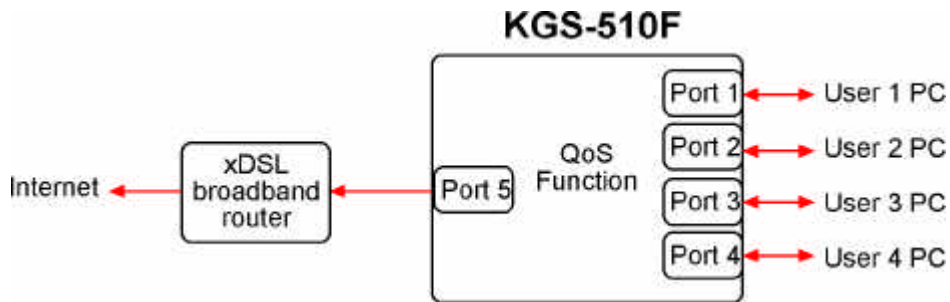 KGS-510F
Internet
xDSL
broadband
router
Port 5
QoS
Function
Port 1
User 1 PC
Port 2
User 2 PC
Port 3
User 3 PC
Port 4
User 4 PC